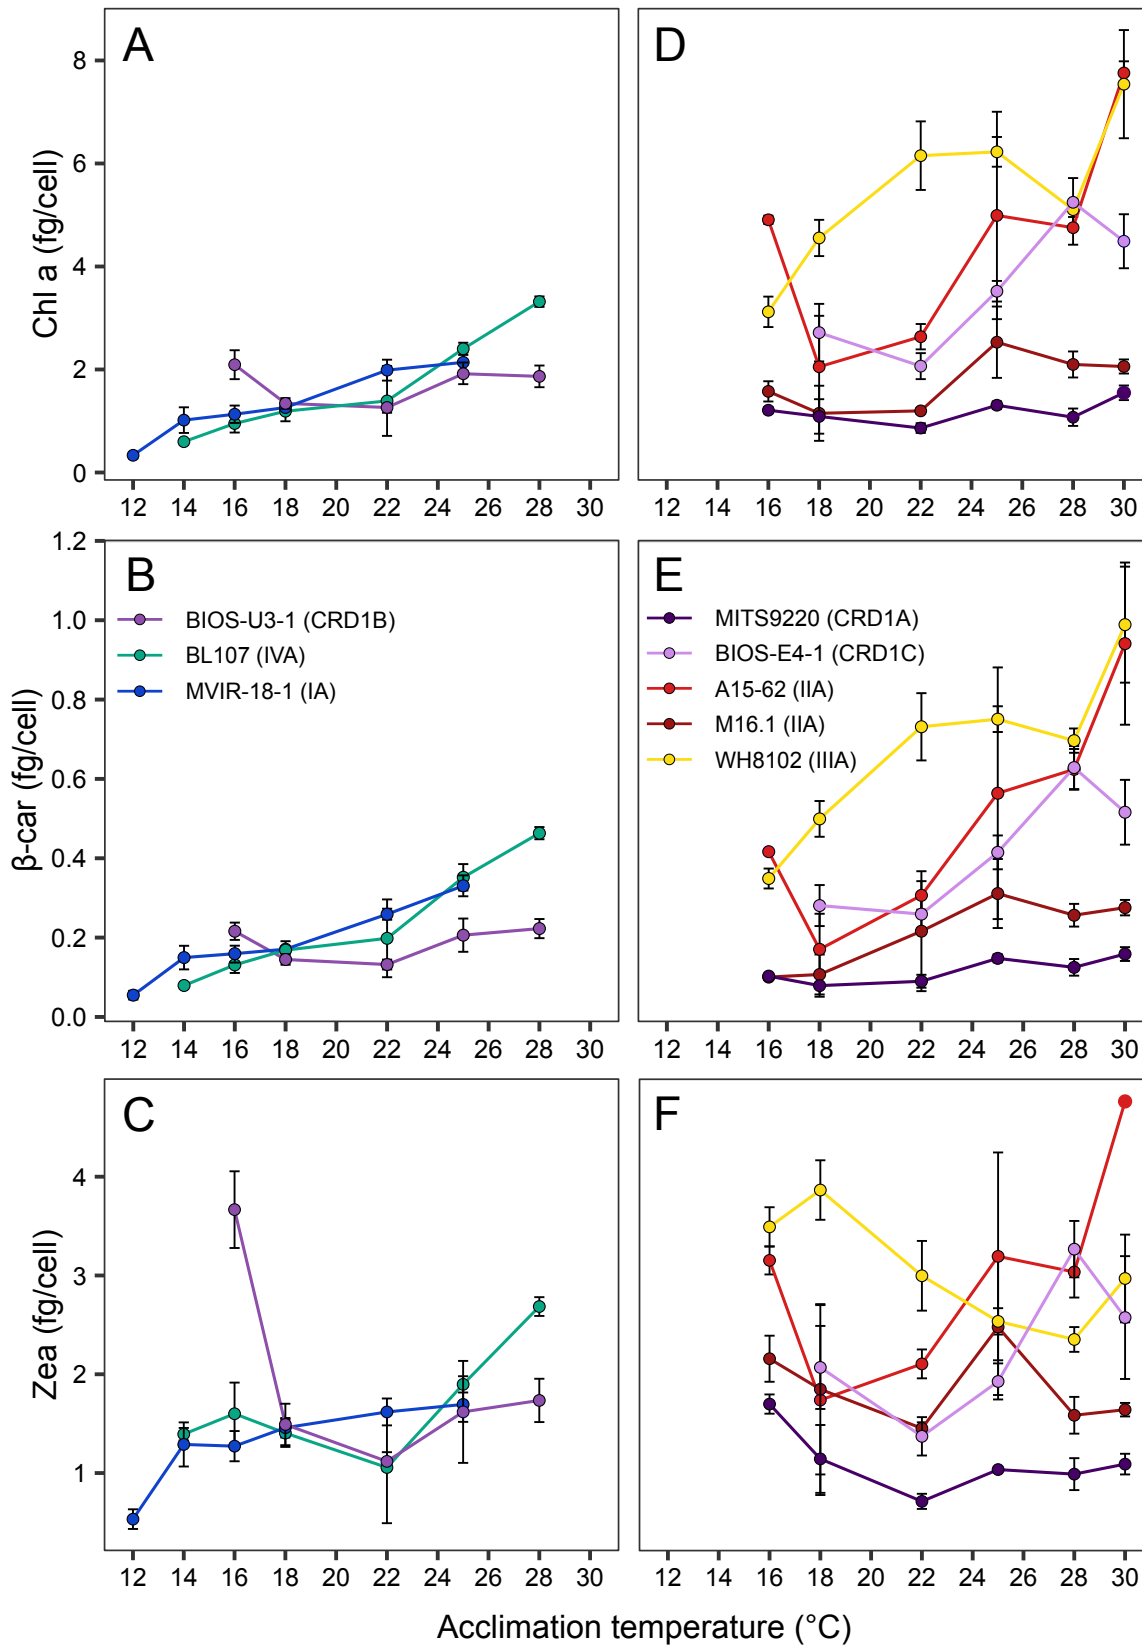 A
D
8
6
4
2
0
Chl a (fg/cell)
12 14 16 18 20 22 24 26 28 30
12 14 16 18 20 22 24 26 28 30
B
E
1.2
1.0
0.8
0.6
0.4
0.2
0.0
β-car (fg/cell)
BIOS-U3-1 (CRD1B)
BL107 (IVA)
MVIR-18-1 (IA)
MITS9220 (CRD1A)
BIOS-E4-1 (CRD1C)
A15-62 (IIA)
M16.1 (IIA)
WH8102 (IIIA)
12 14 16 18 20 22 24 26 28 30
12 14 16 18 20 22 24 26 28 30
C
F
4
3
2
1
Zea (fg/cell)
12 14 16 18 20 22 24 26 28 30
12 14 16 18 20 22 24 26 28 30
Acclimation temperature (°C)